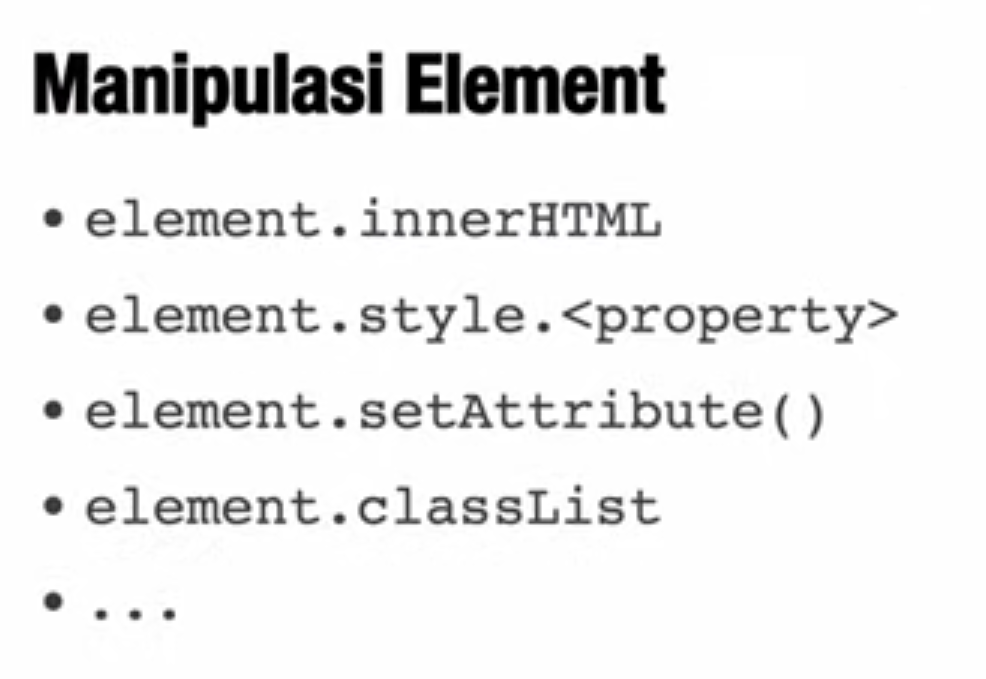 Manipulasi Element
• element.innerHTML
• element.style.<property>
• element.setAttribute()
• element.classList
• ...